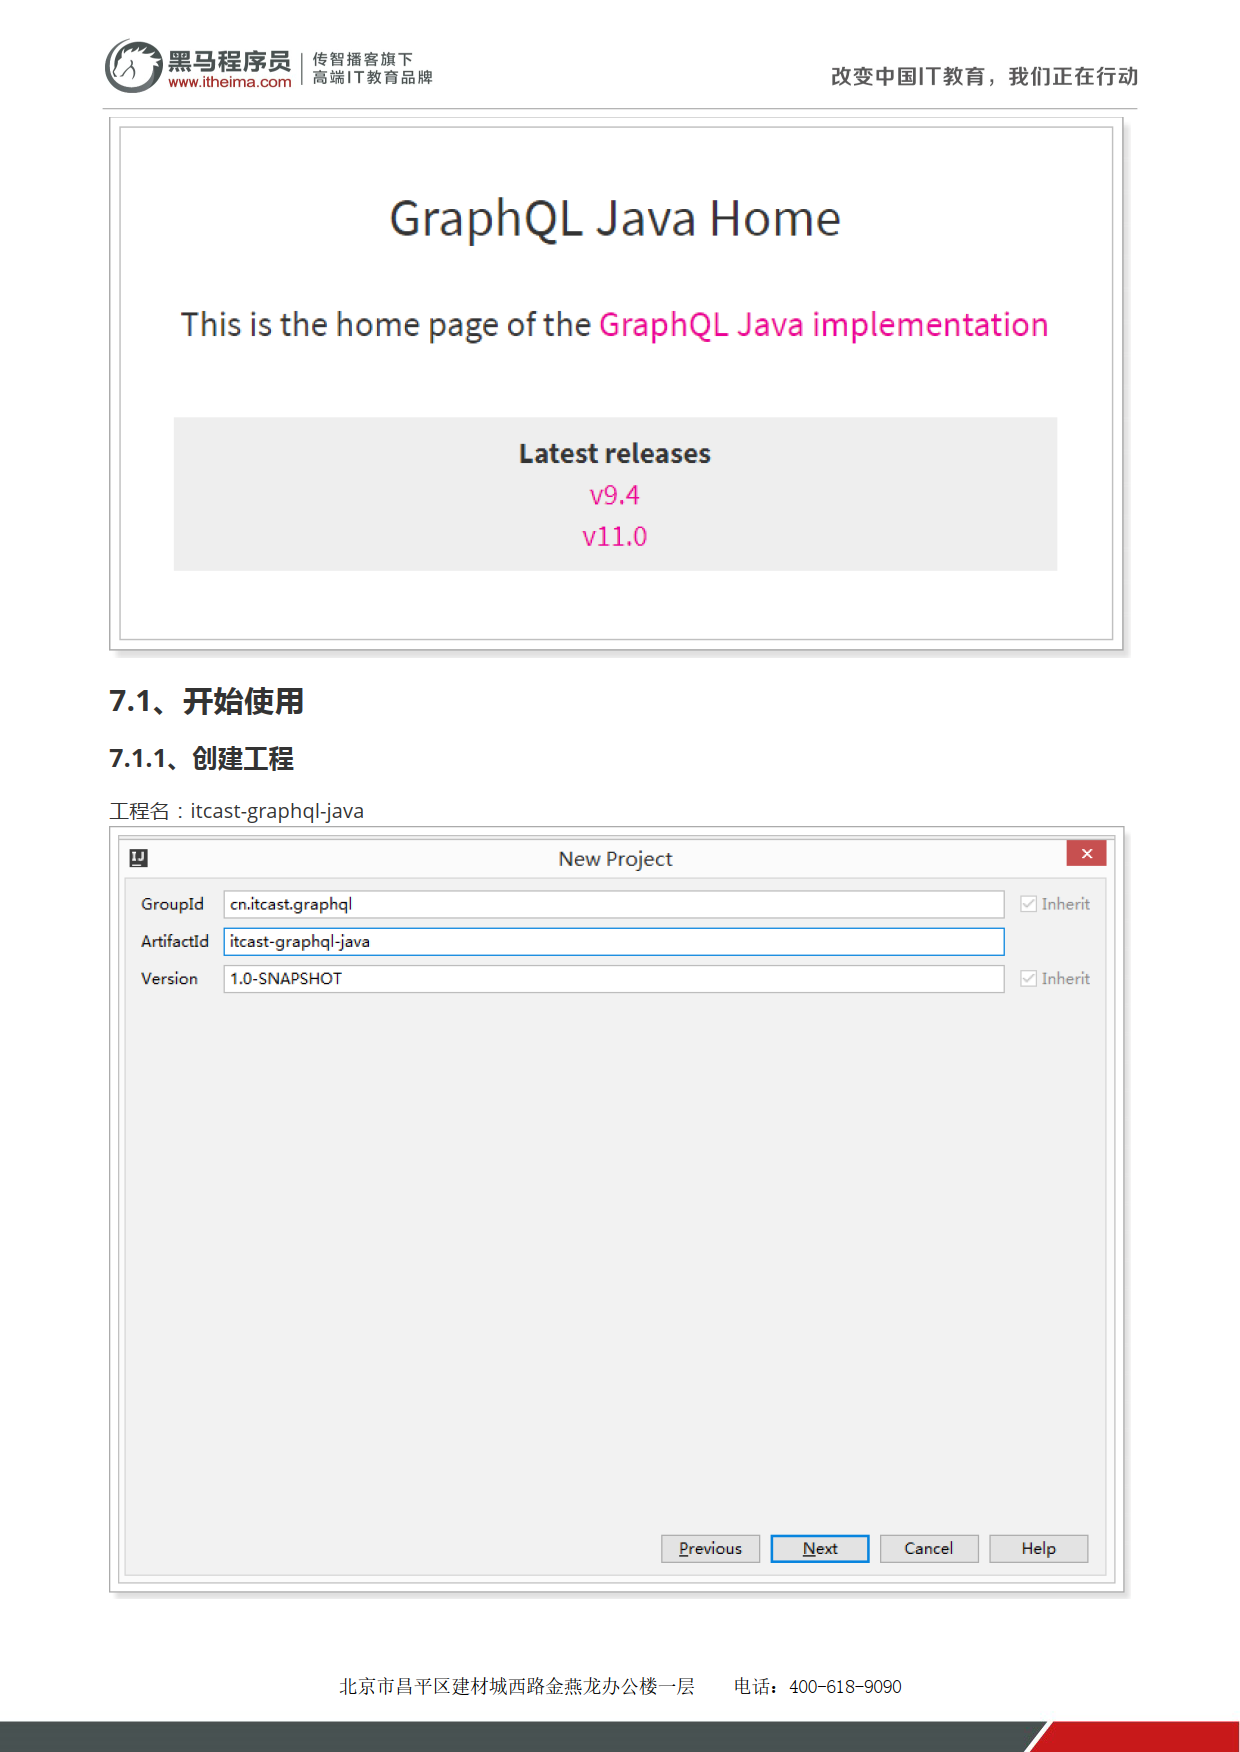 黑马程序员
www.itheima.com
传智播客旗下
高端IT教育品牌
改变中国IT教育，我们正在行动
GraphQL Java Home
This is the home page of the GraphQL Java implementation
Latest releases
v9.4
v11.0
7.1、开始使用
7.1.1、创建工程
工程名：itcast-graphql-java
New Project
GroupId cn.itcast.graphql Inherit
ArtifactId itcast-graphql-java
Version 1.0-SNAPSHOT Inherit
Previous Next Cancel Help
北京市昌平区建材城西路金燕龙办公楼一层 电话：400-618-9090